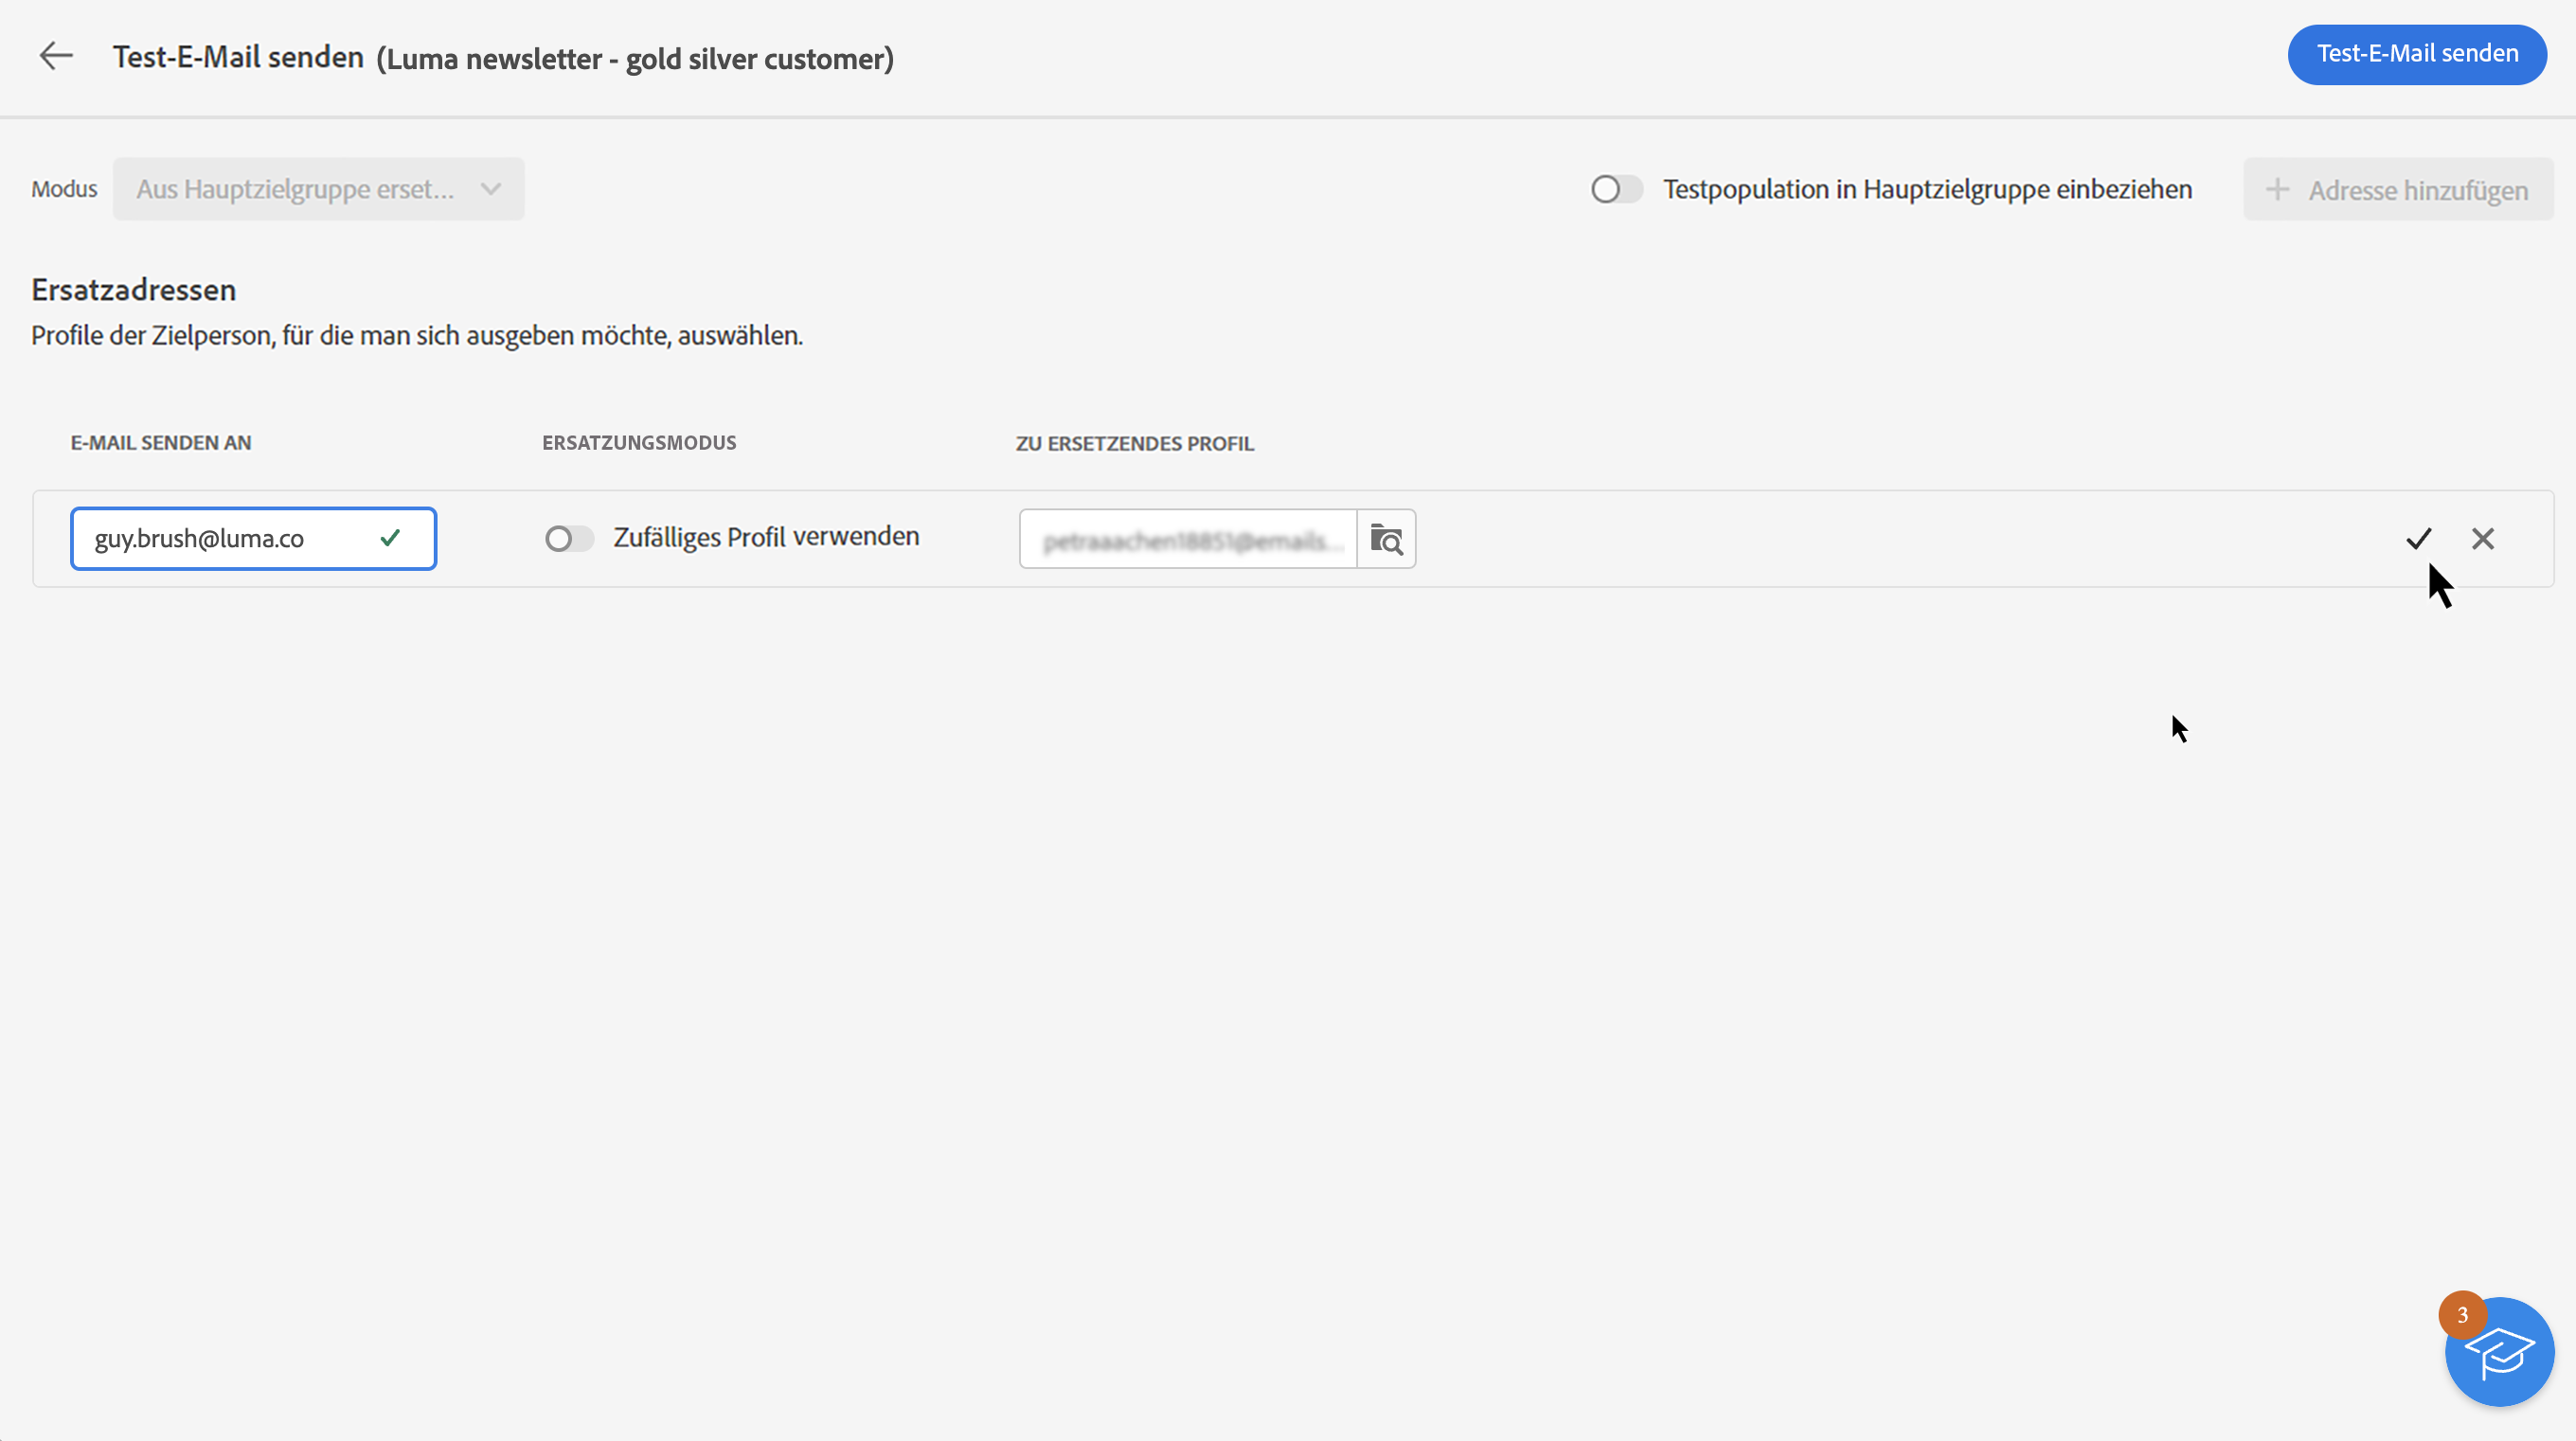 Test-E-Mail senden (Luma newsletter - gold silver customer)
Test-E-Mail senden
Modus
Aus Hauptzielgruppe erset...
Testpopulation in Hauptzielgruppe einbeziehen
Adresse hinzufügen
Ersatzadressen
Profile der Zielperson, für die man sich ausgeben möchte, auswählen.
E-MAIL SENDEN AN
ERSATZUNGSMODUS
ZU ERSETZENDES PROFIL
guy.brush@luma.co
Zufälliges Profil verwenden
3